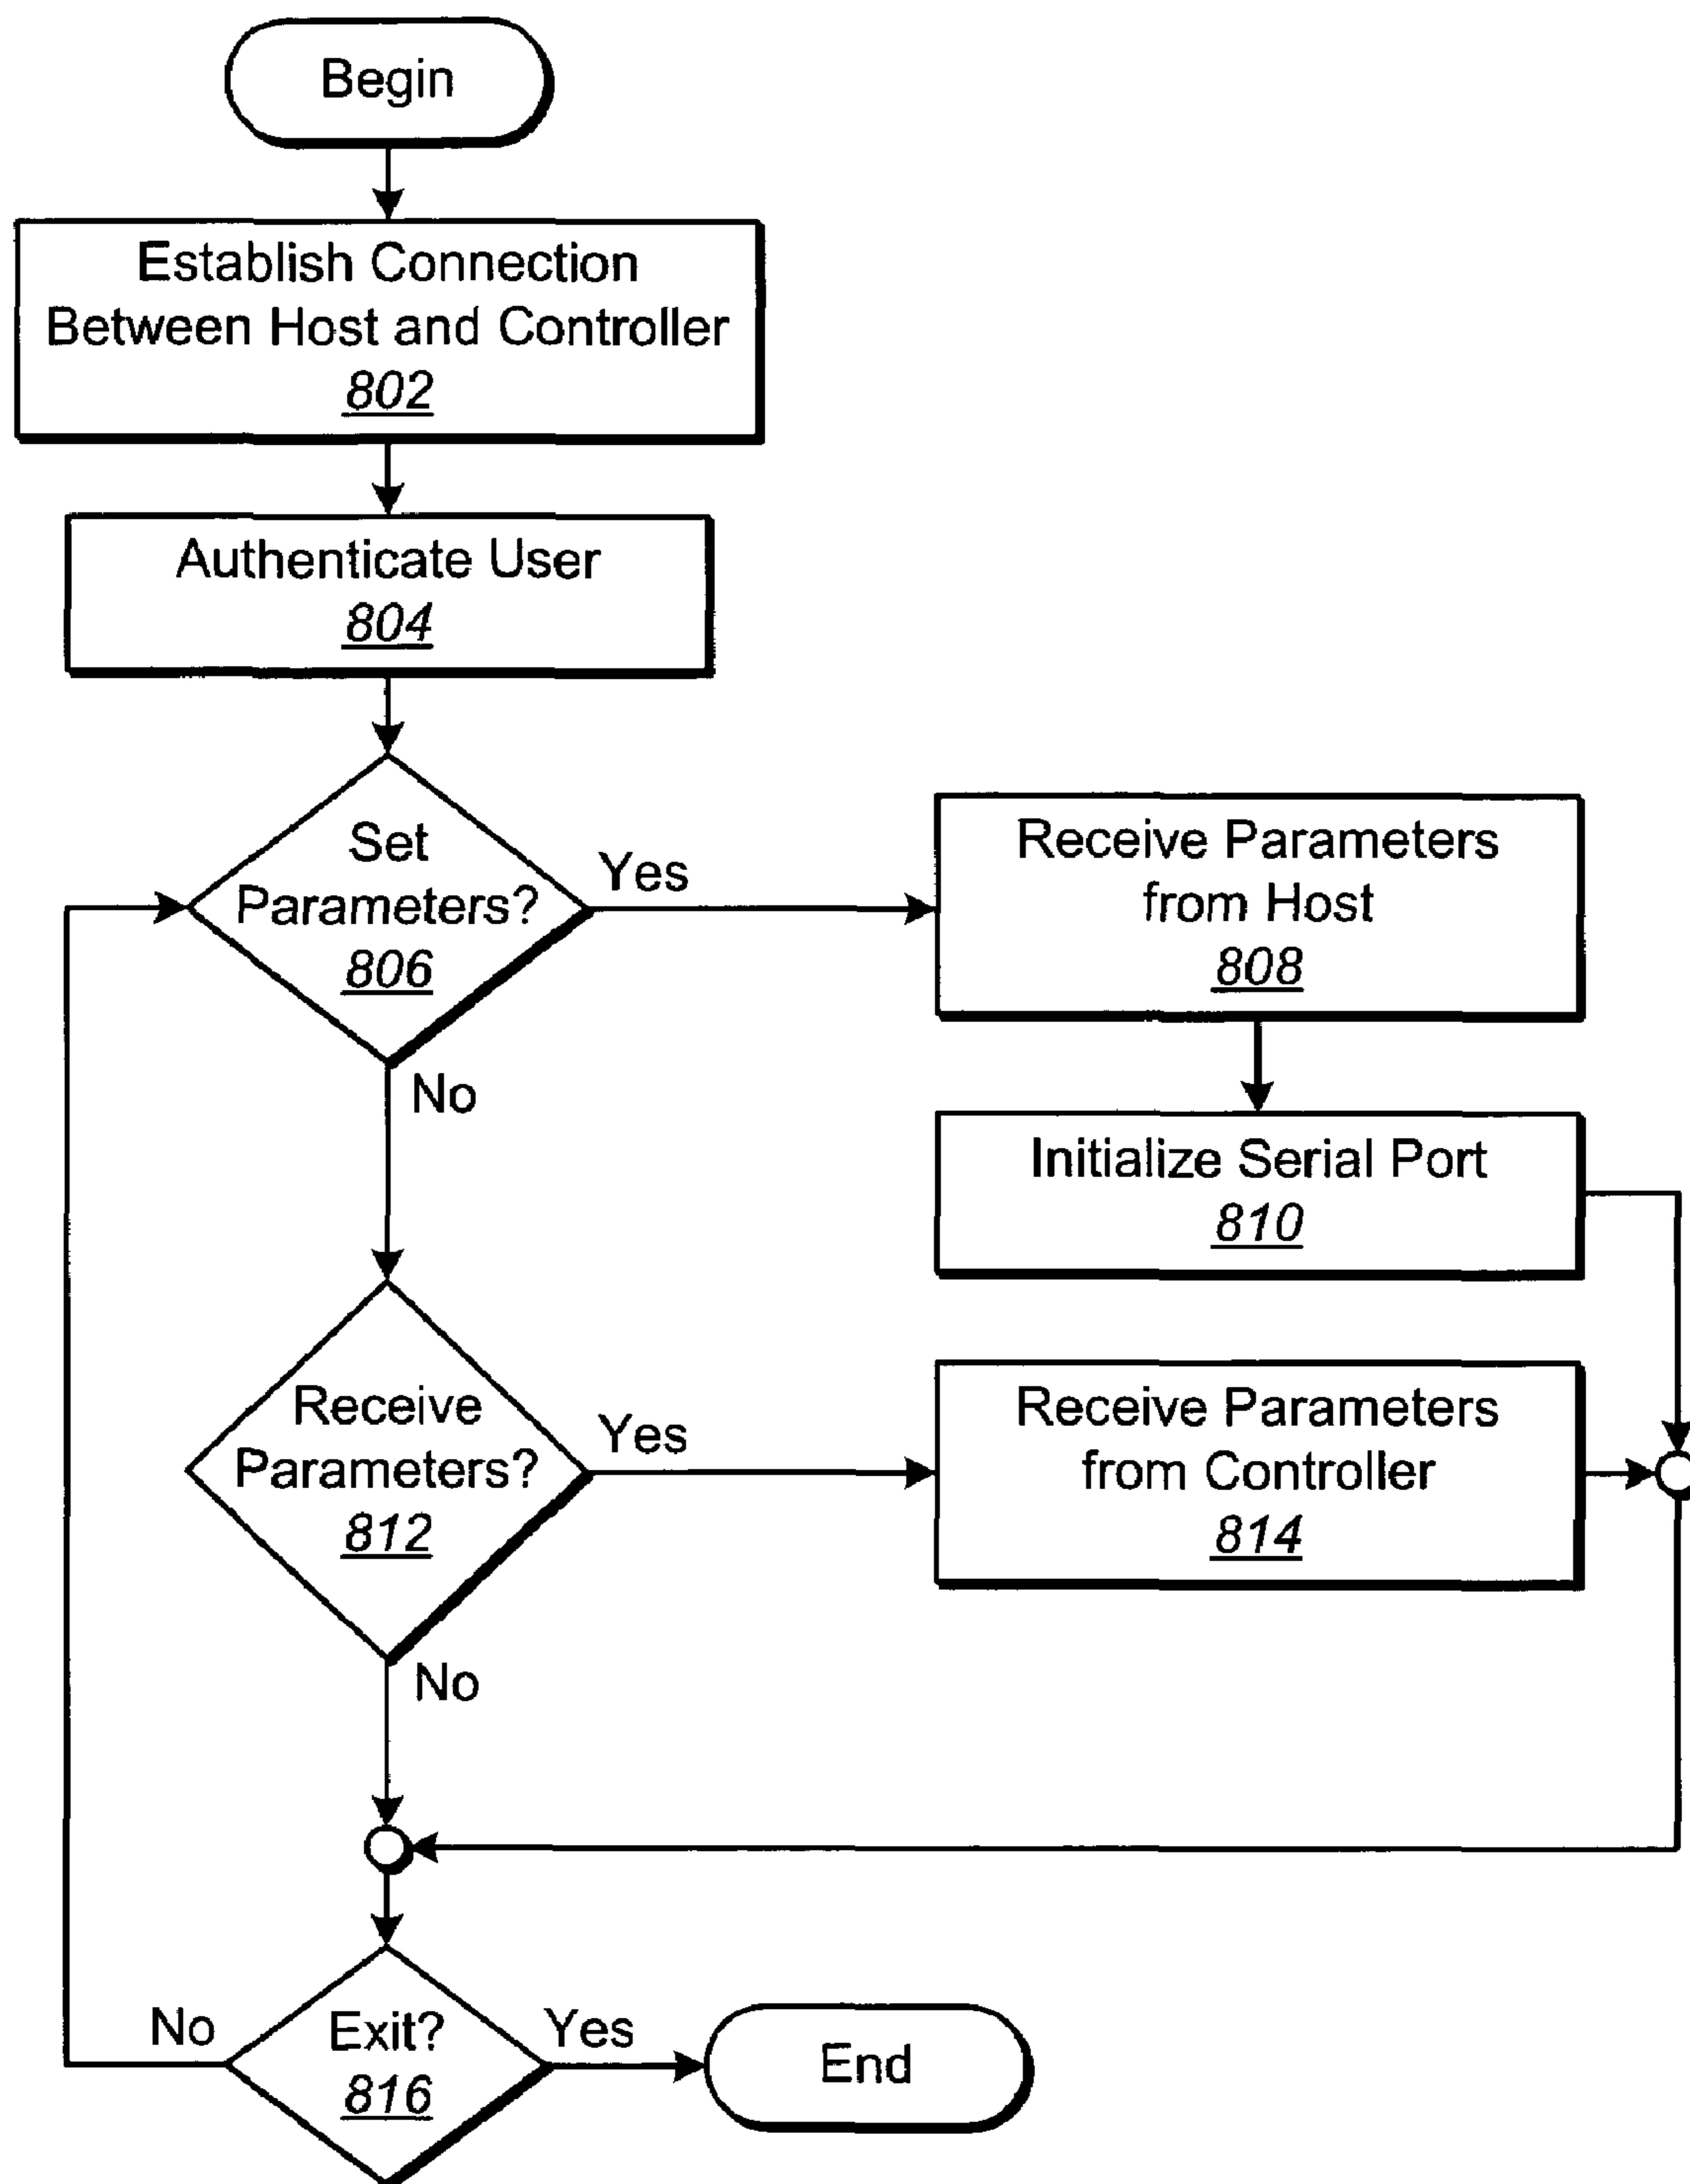 Begin
Establish Connection
Between Host and Controller
802
Authenticate User
804
Set
Parameters?
806
Yes
No
Receive Parameters
from Host
808
Initialize Serial Port
810
Receive
Parameters?
812
Yes
No
Receive Parameters
from Controller
814
Exit?
816
No
Yes
End